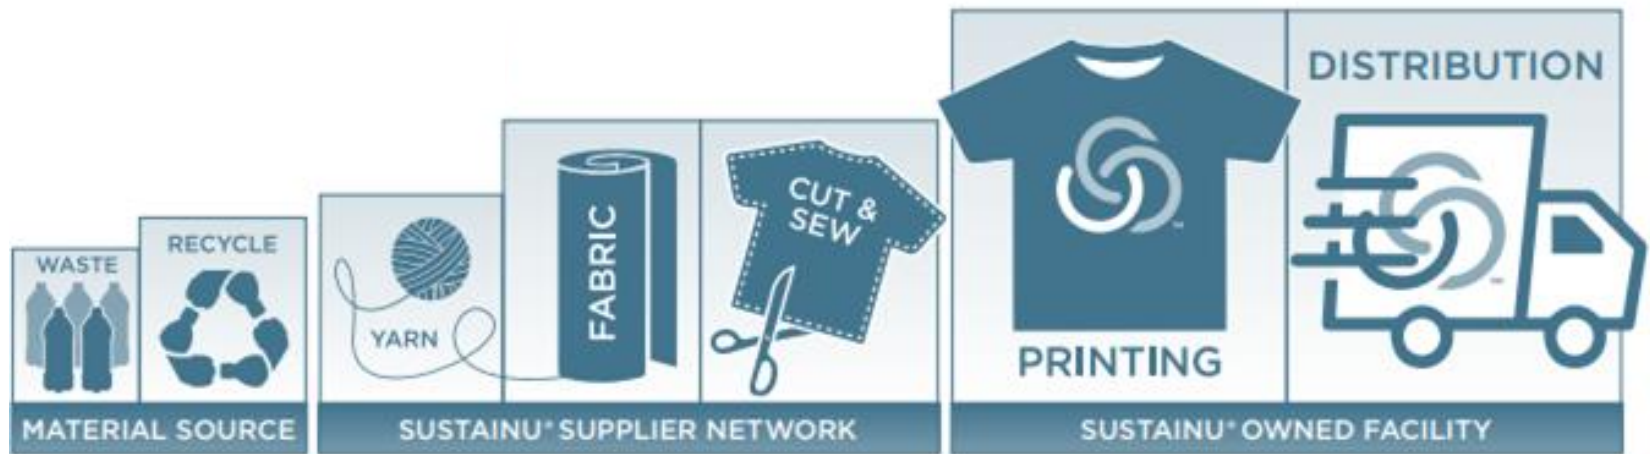 WASTE
RECYCLE
YARN
FABRIC
CUT &
SEW
PRINTING
DISTRIBUTION
MATERIAL SOURCE
SUSTAINU® SUPPLIER NETWORK
SUSTAINU® OWNED FACILITY